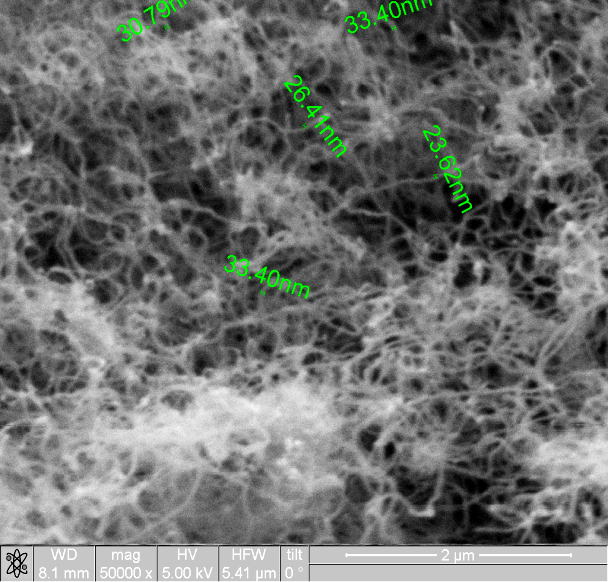 30.79nm
33.40nm
26.41nm
23.62nm
33.40nm
WD mag HV HFW tilt 2 µm
8.1 mm 50000 x 5.00 kV 5.41 µm 0 °